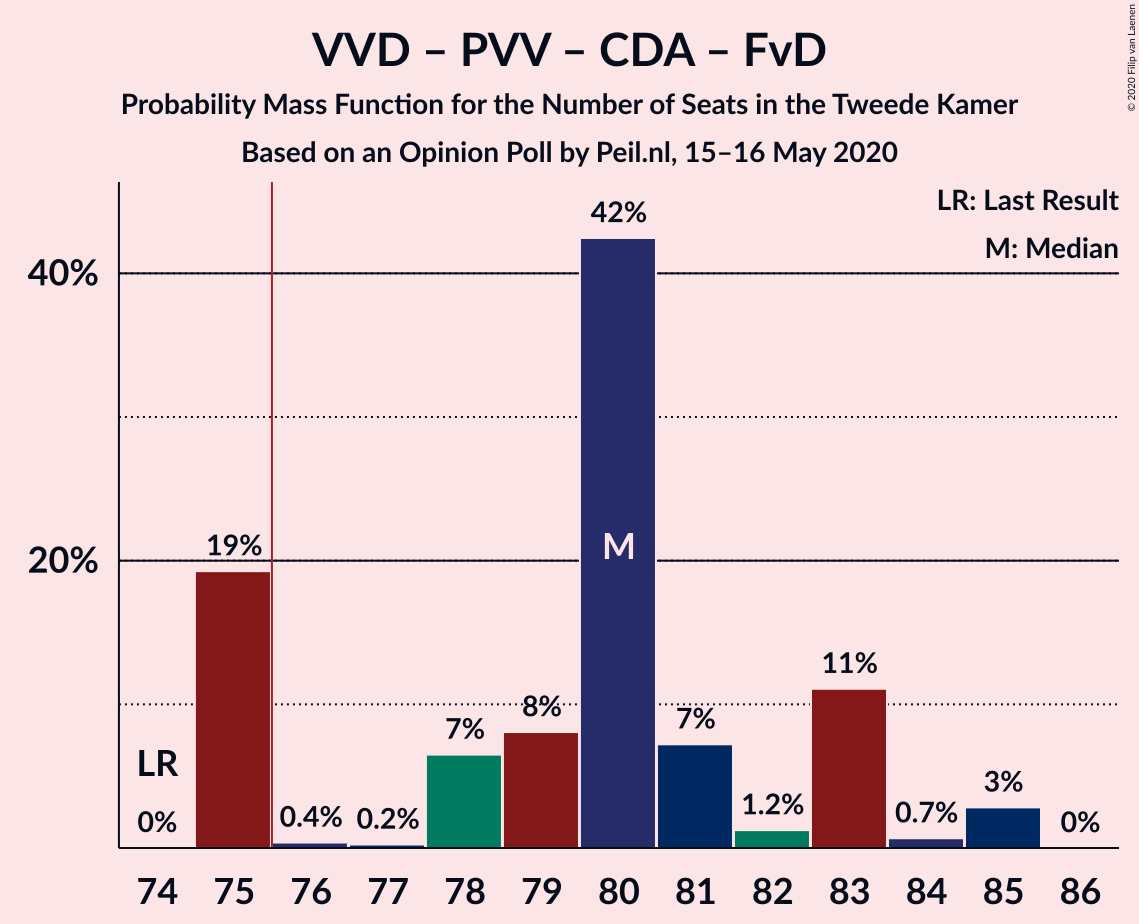 VVD – PVV – CDA – FvD
Probability Mass Function for the Number of Seats in the Tweede Kamer
Based on an Opinion Poll by Peil.nl, 15–16 May 2020
© 2020 Filip van Laenen
LR: Last Result
M: Median
40%
20%
LR
0%
19%
0.4%
0.2%
7%
8%
42%
M
7%
1.2%
11%
0.7%
3%
0%
74 75 76 77 78 79 80 81 82 83 84 85 86